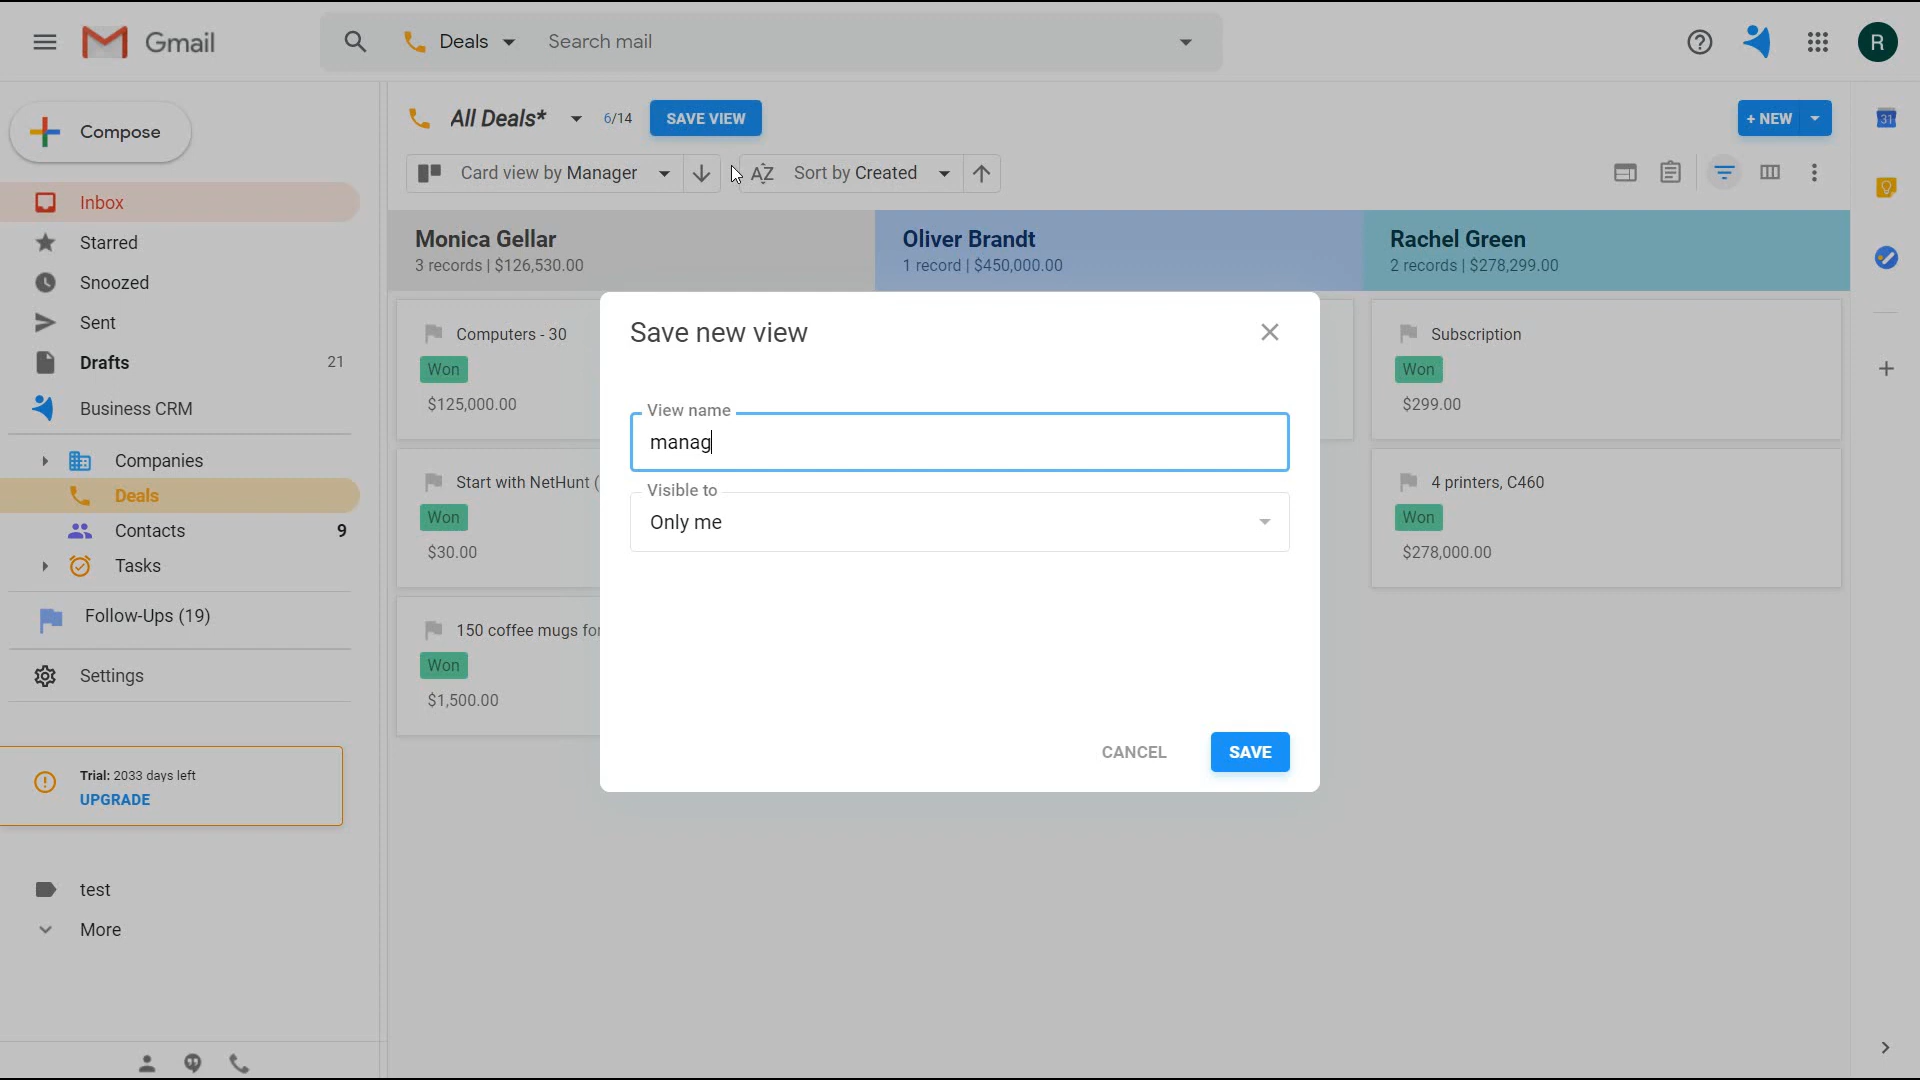 Gmail
Deals
Search mail
R
Compose
Inbox
Starred
Snoozed
Sent
Drafts 21
Business CRM
Companies
Deals
Contacts 9
Tasks
Follow-Ups (19)
Settings
Trial: 2033 days left
UPGRADE
test
More
All Deals* 6/14 SAVE VIEW
+ NEW
Card view by Manager
AZ Sort by Created
Monica Gellar
3 records | $126,530.00
Oliver Brandt
1 record | $450,000.00
Rachel Green
2 records | $278,299.00
Computers - 30
Won
$125,000.00
Start with NetHunt (
Won
$30.00
150 coffee mugs for
Won
$1,500.00
Save new view
View name
manag
Visible to
Only me
CANCEL
SAVE
Subscription
Won
$299.00
4 printers, C460
Won
$278,000.00
31